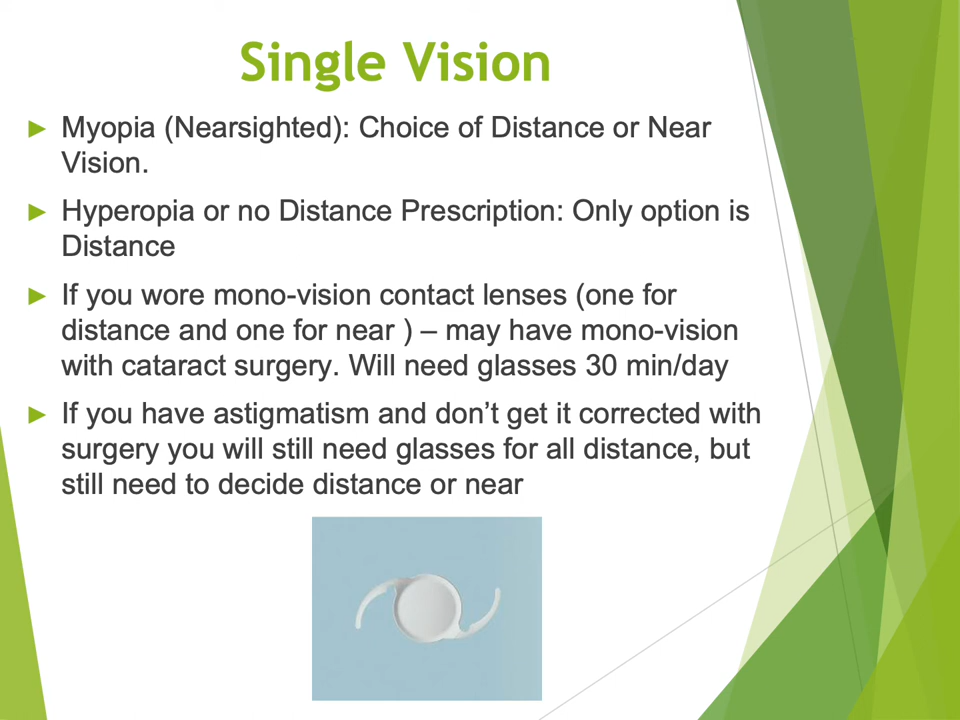 Single Vision
► Myopia (Nearsighted): Choice of Distance or Near
Vision.
► Hyperopia or no Distance Prescription: Only option is
Distance
► If you wore mono-vision contact lenses (one for
distance and one for near ) – may have mono-vision
with cataract surgery. Will need glasses 30 min/day
► If you have astigmatism and don’t get it corrected with
surgery you will still need glasses for all distance, but
still need to decide distance or near